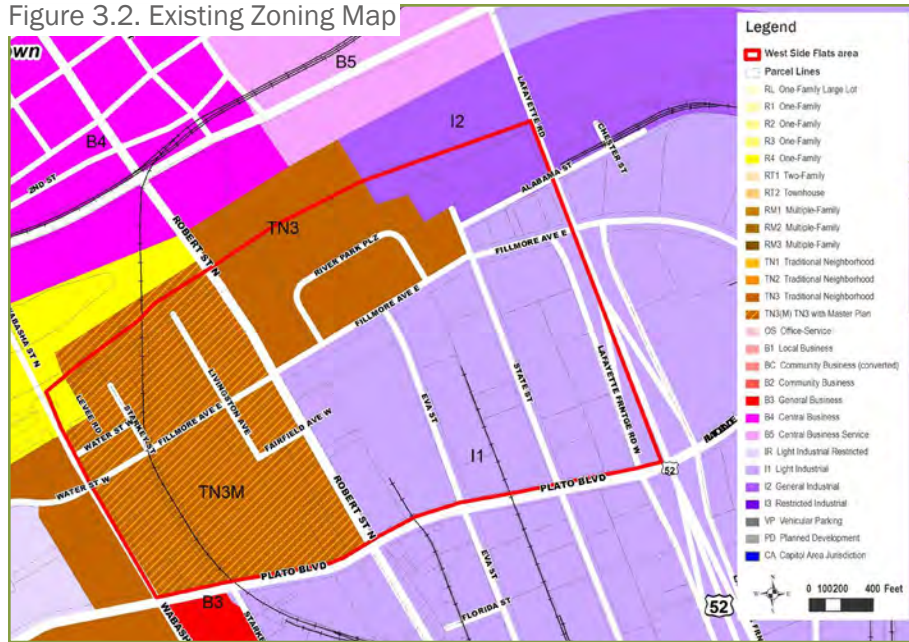 Figure 3.2. Existing Zoning Map
own
B5
B4
I2
2ND ST
LAFAYETTE RD
CHESTER ST
ALABAMA ST
TN3
ROBERT ST N
RIVER PARK PLZ
FILLMORE AVE E
FILLMORE AVE E
WABASHA ST N
LIVINGSTON AVE
LEVEE RD
STARKEY ST
WATER ST W
FILLMORE AVE E
FAIRFIELD AVE W
EVA ST
STATE ST
LAFAYETTE FRNTGE RD W
WATER ST W
TN3M
I1
ROBERT ST N
PLATO BLVD
52
PLATO BLVD
B3
EVA ST
FLORIDA ST
52
Legend
West Side Flats area
Parcel Lines
RL One-Family Large Lot
R1 One-Family
R2 One-Family
R3 One-Family
R4 One-Family
RT1 Two-Family
RT2 Townhouse
RM1 Multiple-Family
RM2 Multiple-Family
RM3 Multiple-Family
TN1 Traditional Neighborhood
TN2 Traditional Neighborhood
TN3 Traditional Neighborhood
TN3(M) TN3 with Master Plan
OS Office-Service
B1 Local Business
BC Community Business (converted)
B2 Community Business
B3 General Business
B4 Central Business
B5 Central Business Service
IR Light Industrial Restricted
I1 Light Industrial
I2 General Industrial
I3 Restricted Industrial
VP Vehicular Parking
PD Planned Development
CA Capitol Area Jurisdiction
0 100200 400 Feet